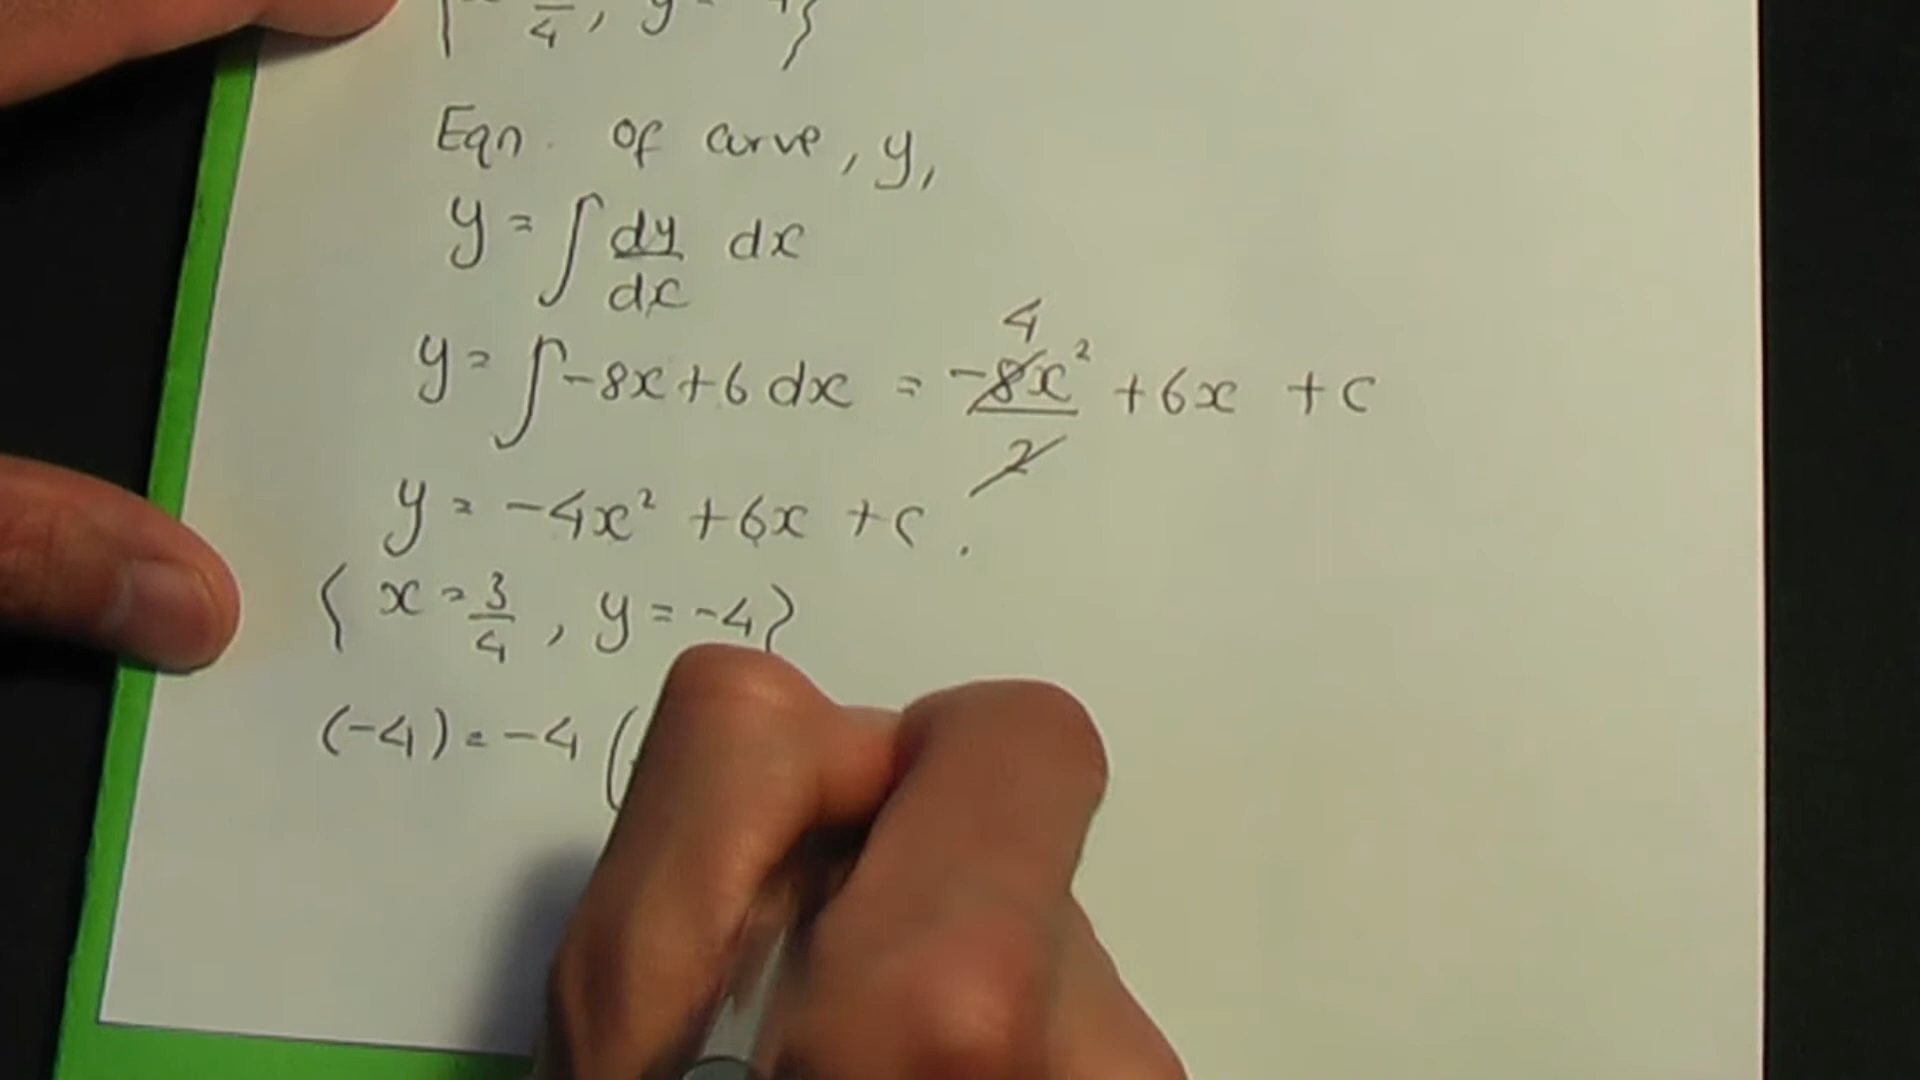 4, y
Eqn. of curve, y,
y = ∫ dy/dx dx
y = ∫ -8x + 6 dx = -8x²/2 + 6x + c
4
y = -4x² + 6x + c.
{ x = 3/4, y = -4 }
(-4) = -4 (